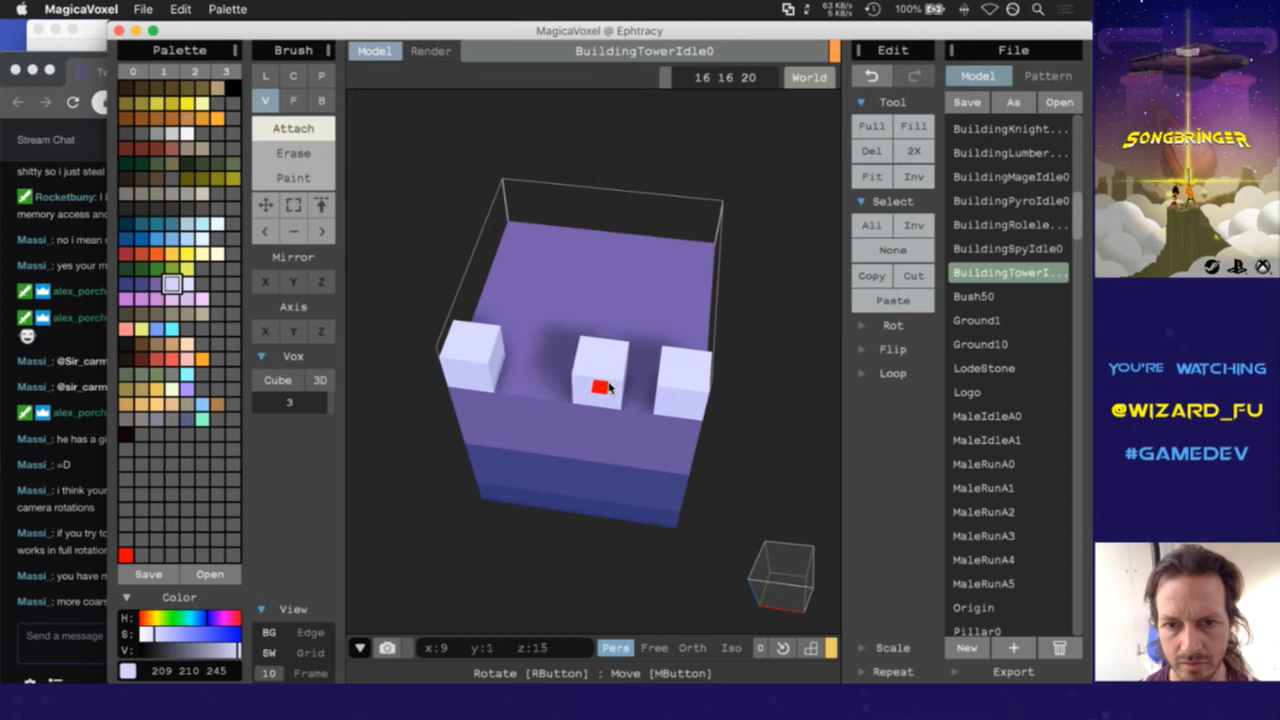 MagicaVoxel File Edit Palette
63 KB/s
5 KB/s
100%
MagicaVoxel @ Ephtracy
Palette
Brush
Model Render BuildingTowerIdle0
Edit
File
0 1 2 3
L C P
V F B
16 16 20 World
Model Pattern
Tool
Save As Open
Attach
Erase
Paint
Full Fill
Del 2X
Fit Inv
Select
All Inv
None
Copy Cut
Paste
Rot
Flip
Loop
Scale
Repeat
Mirror
X Y Z
Axis
X Y Z
Vox
Cube 3D
3
View
BG Edge
SW Grid
10 Frame
BuildingKnight...
BuildingLumber...
BuildingMageIdle0
BuildingPyroIdle0
BuildingRolele...
BuildingSpyIdle0
BuildingTowerI...
Bush50
Ground1
Ground10
LodeStone
Logo
MaleIdleA0
MaleIdleA1
MaleRunA0
MaleRunA1
MaleRunA2
MaleRunA3
MaleRunA4
MaleRunA5
Origin
Pillar0
New +
Export
Save Open
Color
H:
S:
V:
209 210 245
x:9 y:1 z:15
Pers Free Orth Iso 0
Rotate [RButton] : Move [MButton]
Stream Chat
shitty so i just steal
Rocketbuny: I
memory access and
Massi_: no i mean
Massi_: yes your m
alex_porch
alex_porch
Massi_: @Sir_carm
Massi_: @sir_carm
alex_porch
Massi_: he has a gi
Massi_: =D
Massi_: i think your
camera rotations
Massi_: if you try to
works in full rotation
Massi_: you have m
Massi_: more coars
Send a message
SONGBRINGER
YOU'RE WATCHING
@WIZARD_FU
#GAMEDEV